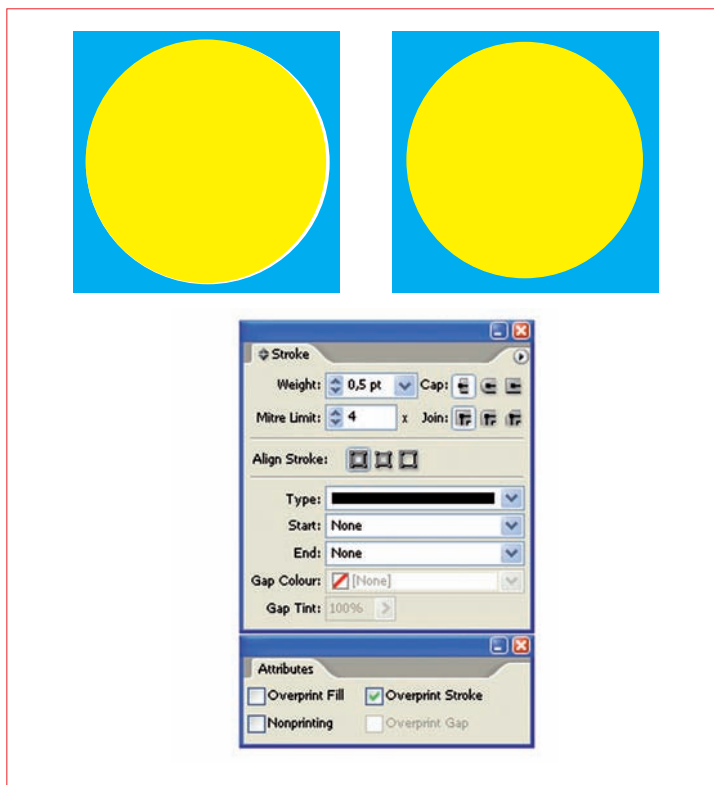 Stroke
Weight: 0,5 pt Cap:
Mitre Limit: 4 x Join:
Align Stroke:
Type:
Start: None
End: None
Gap Colour: [None]
Gap Tint: 100%
Attributes
Overprint Fill Overprint Stroke
Nonprinting Overprint Gap